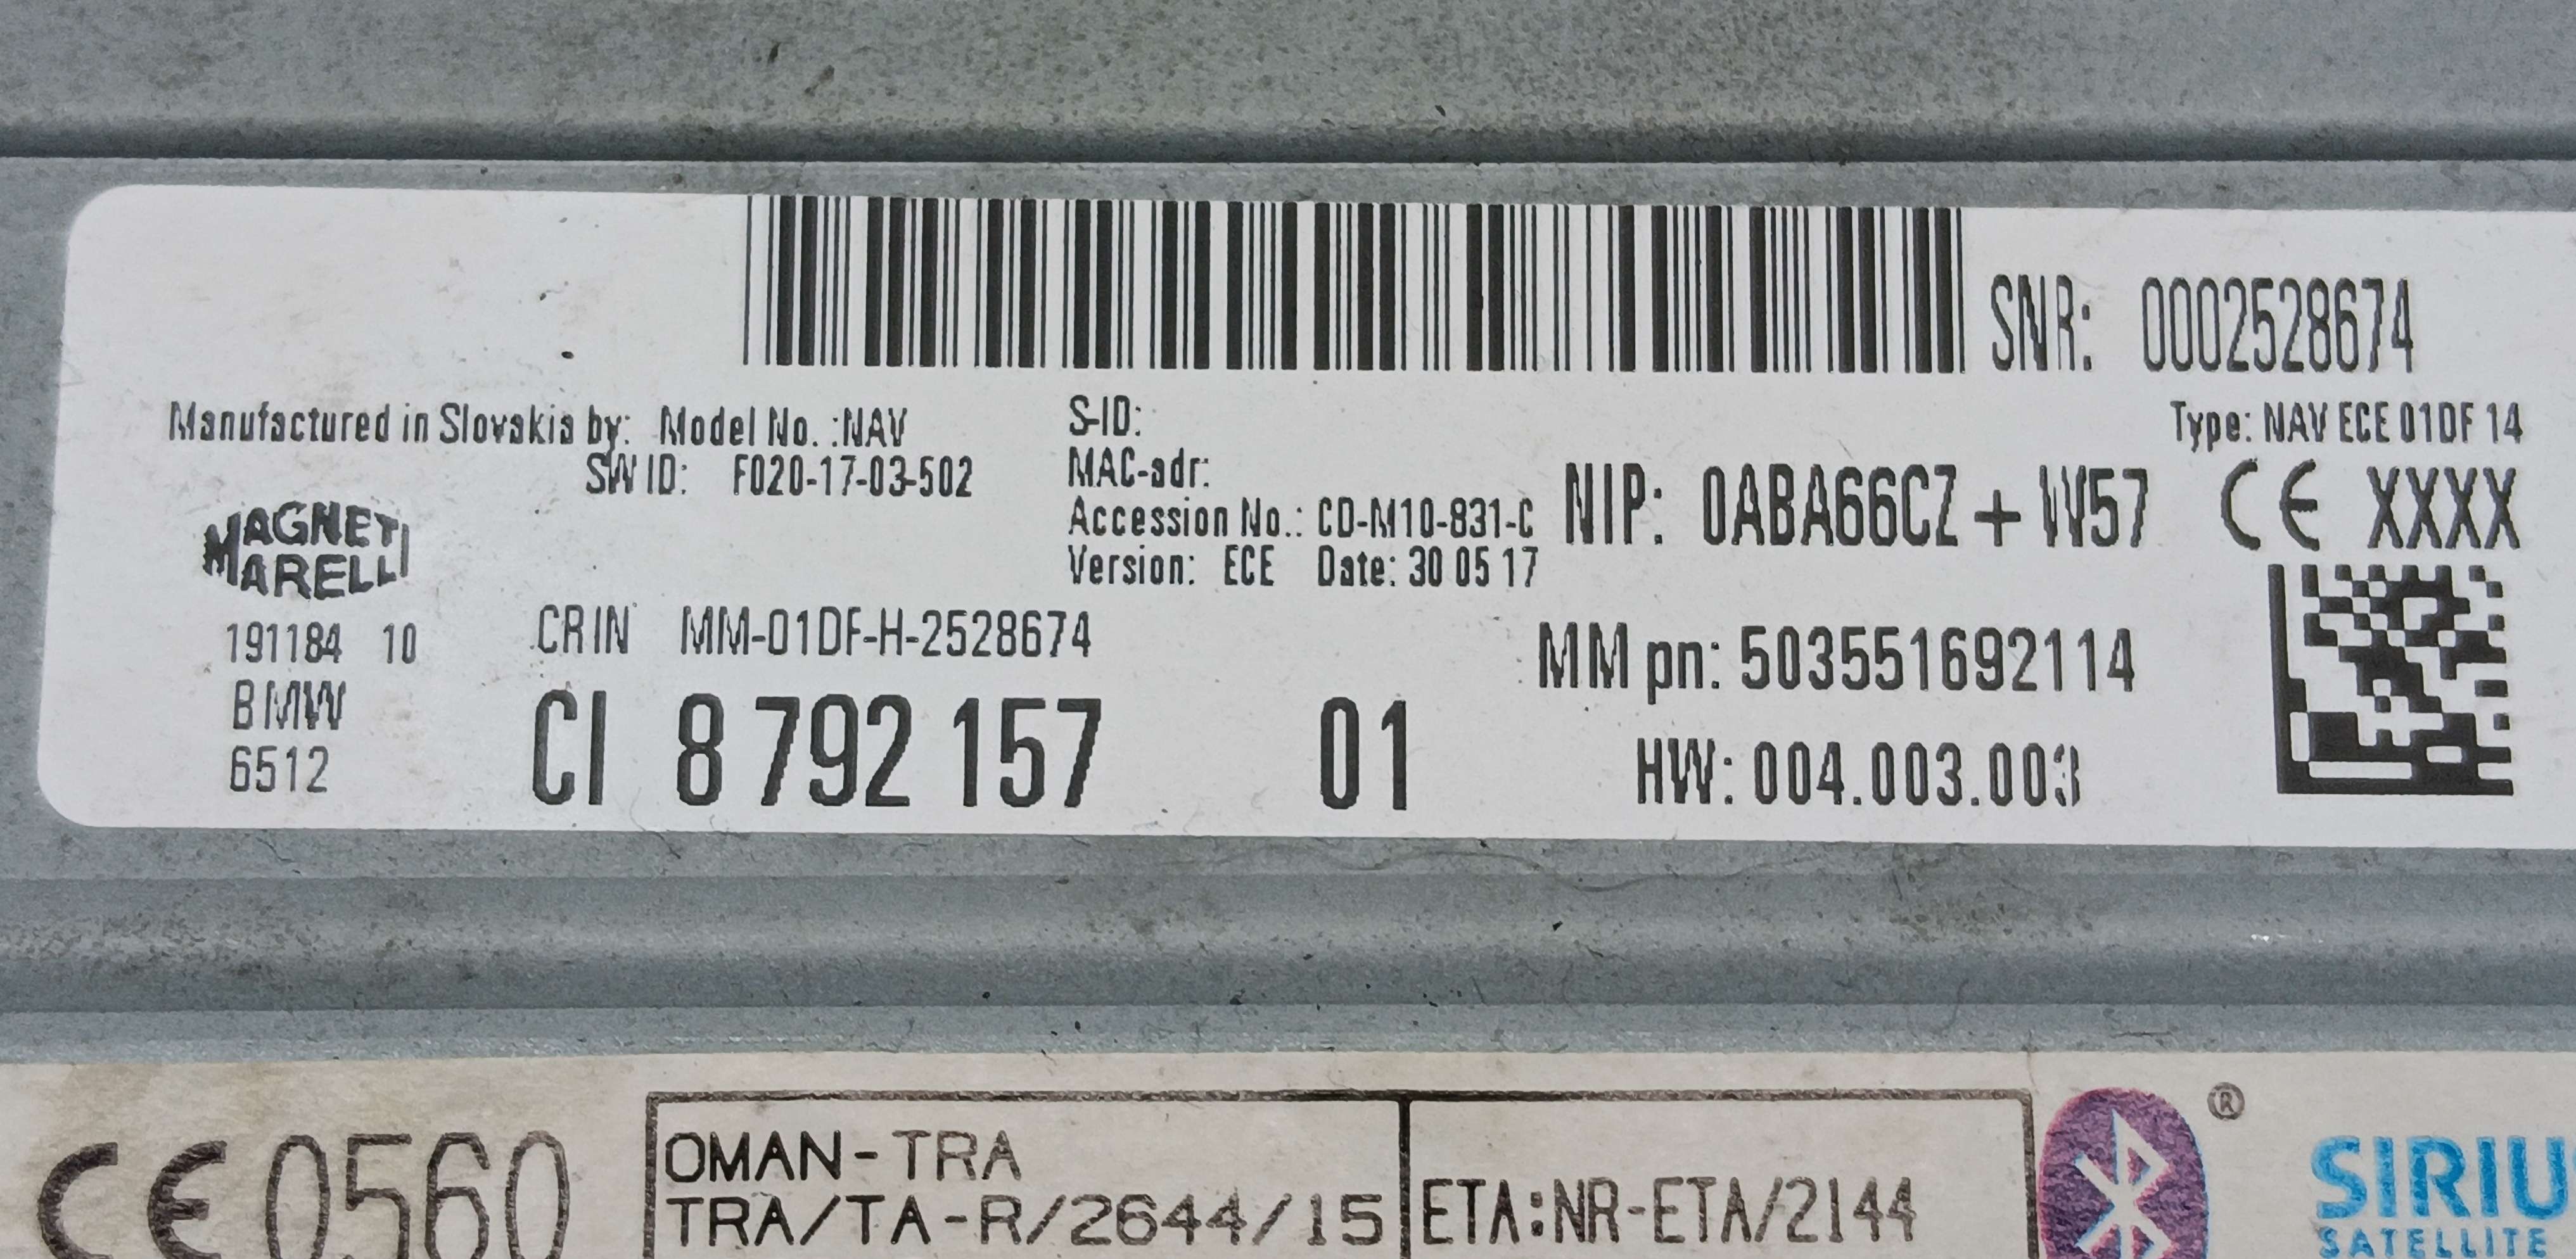 SNR: 0002528674
Manufactured in Slovakia by: Model No. :NAV
SW ID: F020-17-03-502
S-ID:
MAC-adr:
Accession No.: CD-M10-831-C
Version: ECE Date: 30 05 17
Type: NAV ECE 01DF 14
NIP: 0ABA66CZ + W57
CE XXXX
MAGNETI
MARELLI
191184 10
BMW
6512
CRIN MM-01DF-H-2528674
CI 8 792 157 01
MM pn: 503551692114
HW: 004.003.003
CE 0560
OMAN-TRA
TRA/TA-R/2644/15
ETA:NR-ETA/2144
®
SIRIUS
SATELLITE